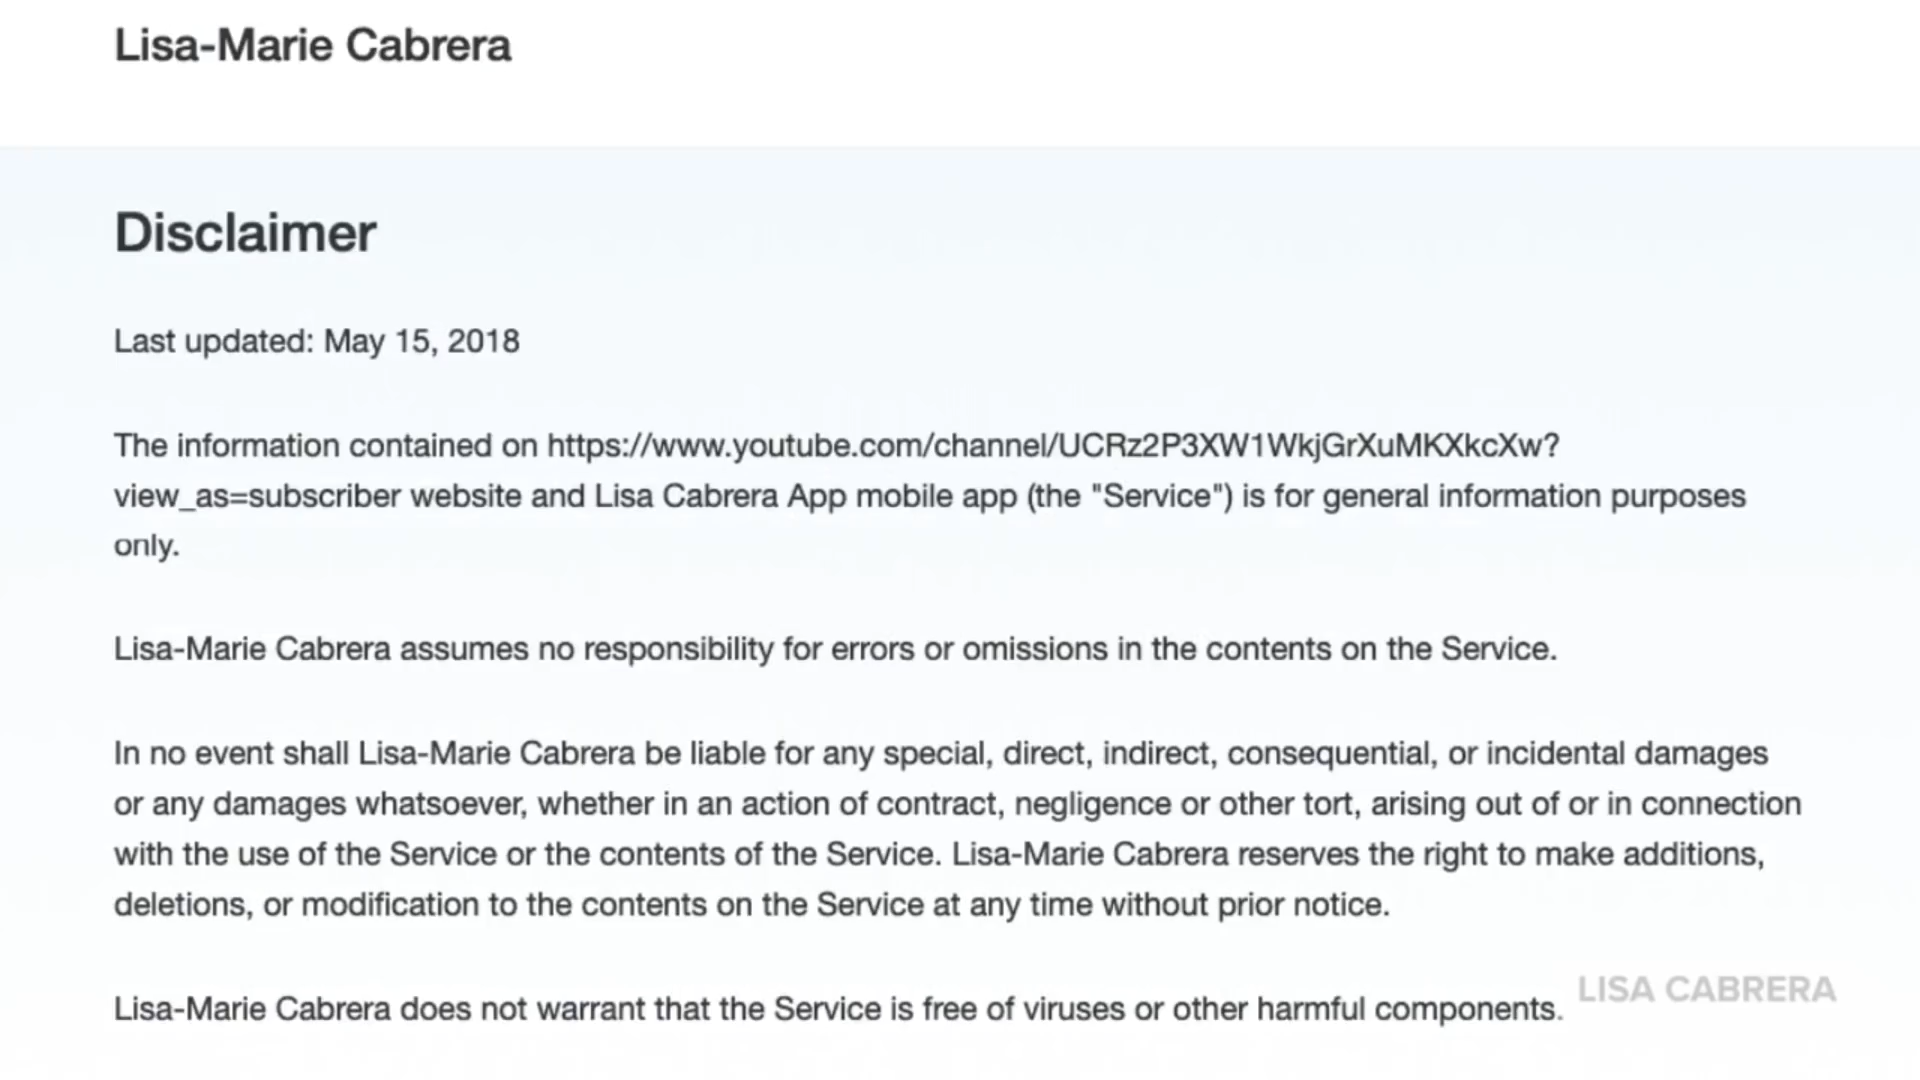 Lisa-Marie Cabrera
Disclaimer
Last updated: May 15, 2018
The information contained on https://www.youtube.com/channel/UCRz2P3XW1WkjGrXuMKXkcXw?
view_as=subscriber website and Lisa Cabrera App mobile app (the "Service") is for general information purposes
only.
Lisa-Marie Cabrera assumes no responsibility for errors or omissions in the contents on the Service.
In no event shall Lisa-Marie Cabrera be liable for any special, direct, indirect, consequential, or incidental damages
or any damages whatsoever, whether in an action of contract, negligence or other tort, arising out of or in connection
with the use of the Service or the contents of the Service. Lisa-Marie Cabrera reserves the right to make additions,
deletions, or modification to the contents on the Service at any time without prior notice.
Lisa-Marie Cabrera does not warrant that the Service is free of viruses or other harmful components.
LISA CABRERA